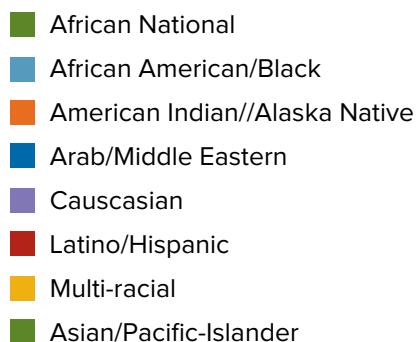 African National
African American/Black
American Indian//Alaska Native
Arab/Middle Eastern
Causcasian
Latino/Hispanic
Multi-racial
Asian/Pacific-Islander